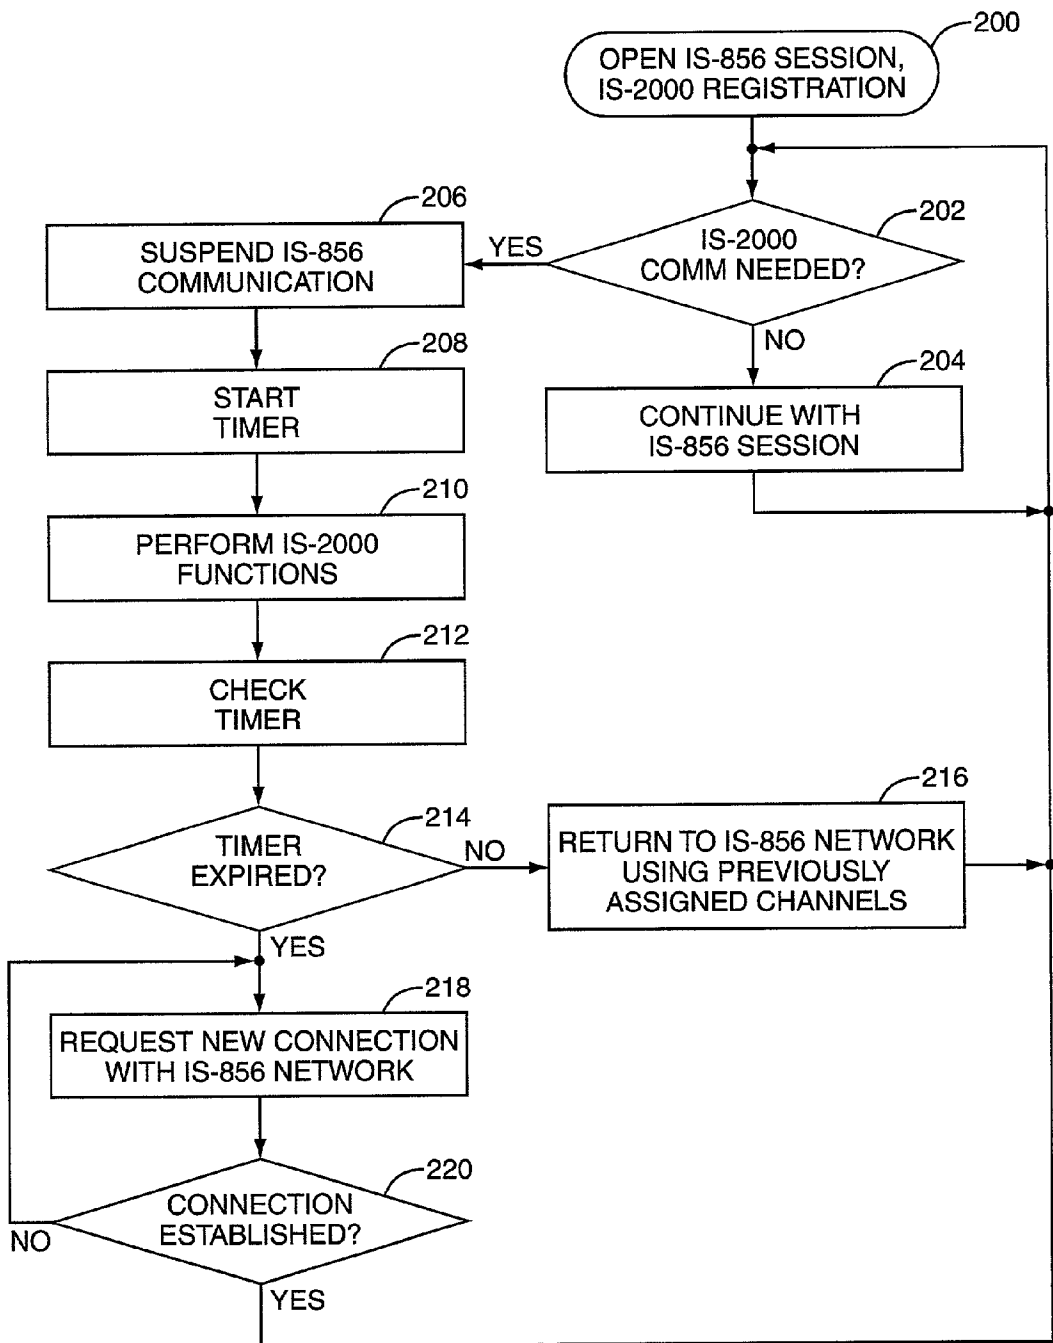 200
OPEN IS-856 SESSION,
IS-2000 REGISTRATION
202
IS-2000
COMM NEEDED?
YES
NO
206
SUSPEND IS-856
COMMUNICATION
204
CONTINUE WITH
IS-856 SESSION
208
START
TIMER
210
PERFORM IS-2000
FUNCTIONS
212
CHECK
TIMER
214
TIMER
EXPIRED?
NO
YES
216
RETURN TO IS-856 NETWORK
USING PREVIOUSLY
ASSIGNED CHANNELS
218
REQUEST NEW CONNECTION
WITH IS-856 NETWORK
220
CONNECTION
ESTABLISHED?
NO
YES